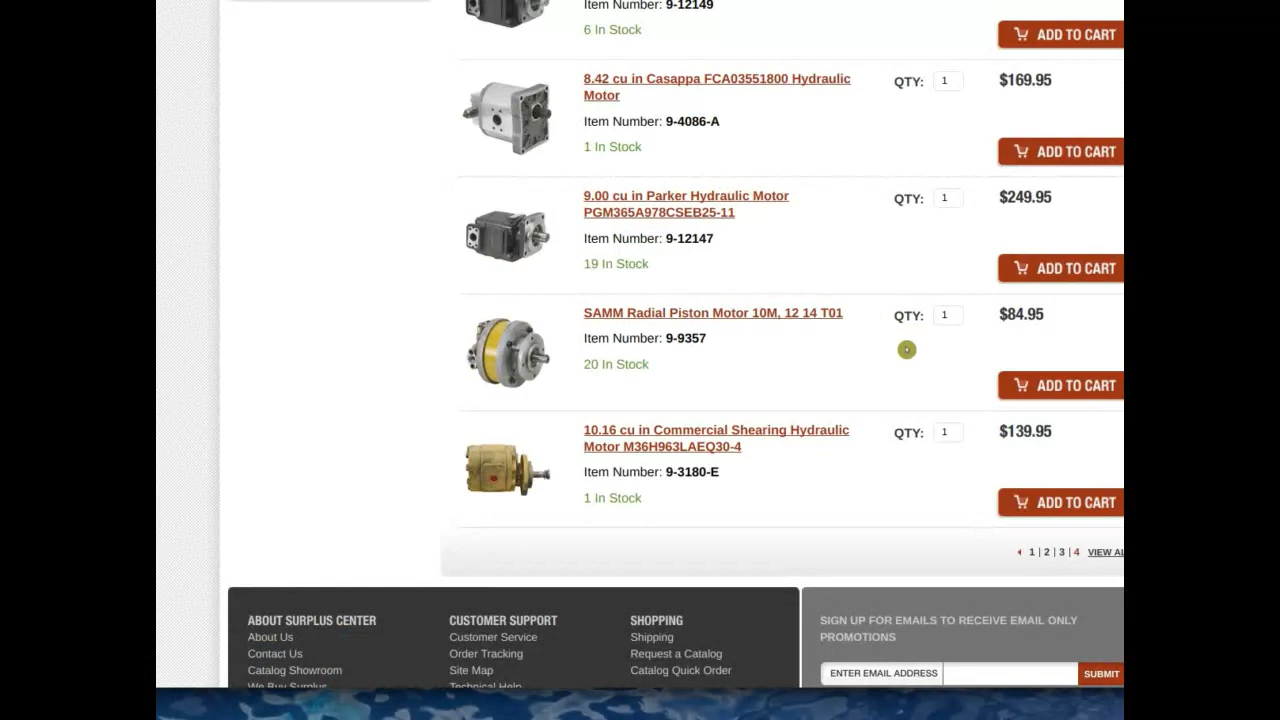 Item Number: 9-12149
6 In Stock
ADD TO CART
8.42 cu in Casappa FCA03551800 Hydraulic
Motor
QTY: 1
$169.95
Item Number: 9-4086-A
1 In Stock
ADD TO CART
9.00 cu in Parker Hydraulic Motor
PGM365A978CSEB25-11
QTY: 1
$249.95
Item Number: 9-12147
19 In Stock
ADD TO CART
SAMM Radial Piston Motor 10M, 12 14 T01
QTY: 1
$84.95
Item Number: 9-9357
20 In Stock
ADD TO CART
10.16 cu in Commercial Shearing Hydraulic
Motor M36H963LAEQ30-4
QTY: 1
$139.95
Item Number: 9-3180-E
1 In Stock
ADD TO CART
1 | 2 | 3 | 4 VIEW AL
ABOUT SURPLUS CENTER
About Us
Contact Us
Catalog Showroom
We Buy Surplus
CUSTOMER SUPPORT
Customer Service
Order Tracking
Site Map
Technical Help
SHOPPING
Shipping
Request a Catalog
Catalog Quick Order
SIGN UP FOR EMAILS TO RECEIVE EMAIL ONLY
PROMOTIONS
ENTER EMAIL ADDRESS
SUBMIT